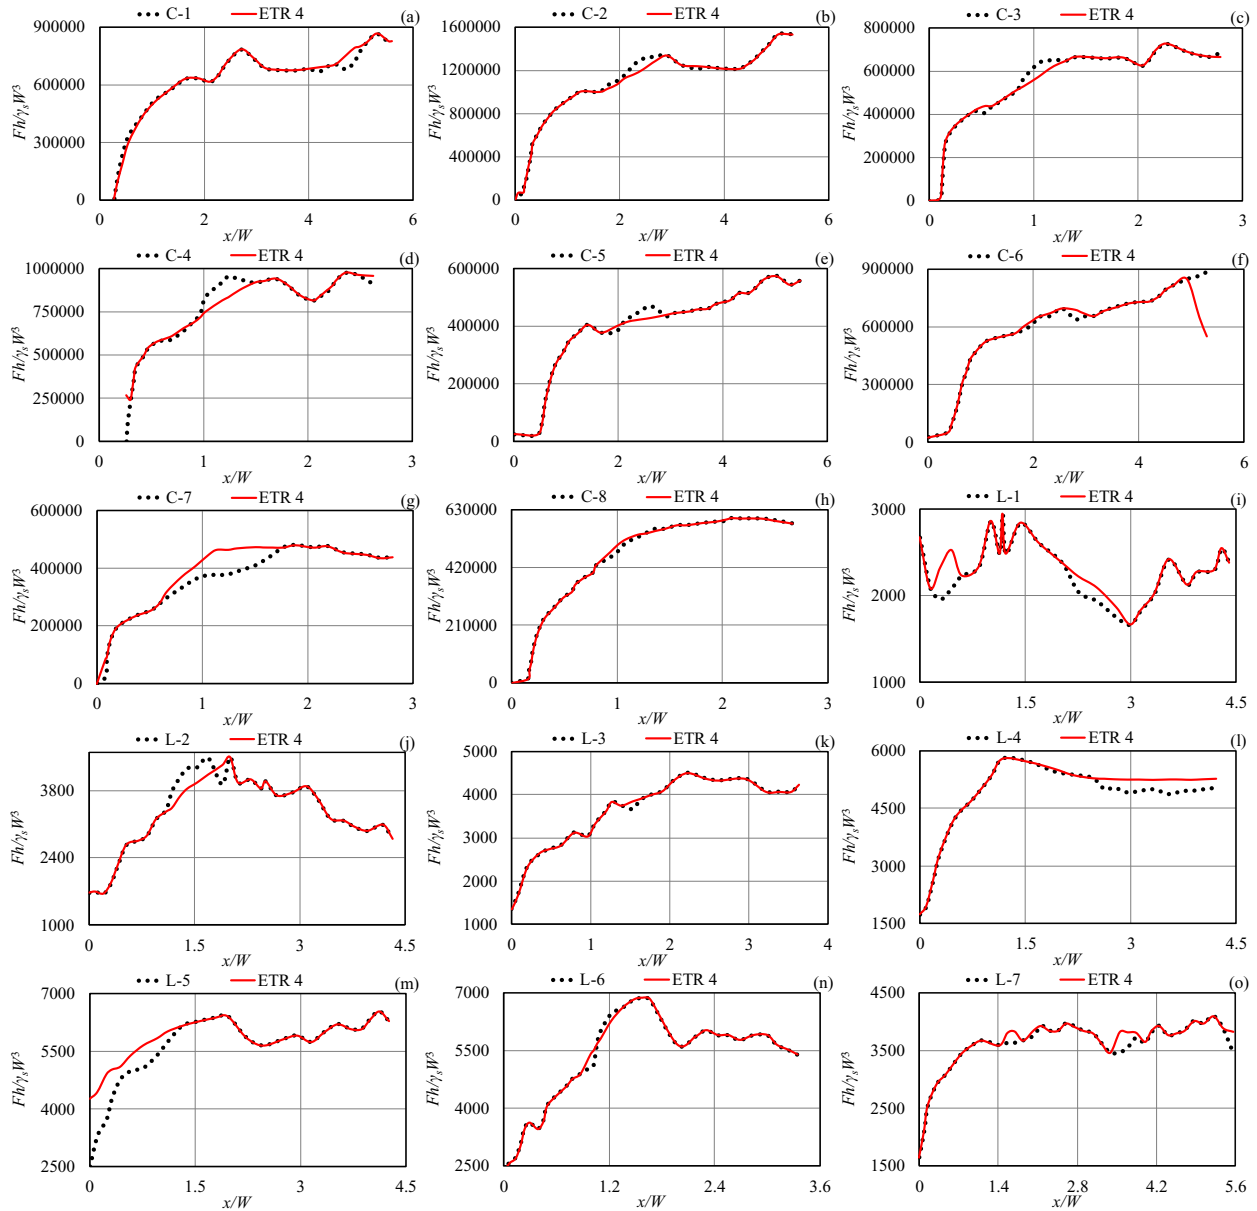 C-1 ETR 4 (a)
Fh/γₛW³
900000
600000
300000
0
0 2 4 6
x/W
C-2 ETR 4 (b)
Fh/γₛW³
1600000
1200000
800000
400000
0
0 2 4 6
x/W
C-3 ETR 4 (c)
Fh/γₛW³
800000
600000
400000
200000
0
0 1 2 3
x/W
C-4 ETR 4 (d)
Fh/γₛW³
1000000
750000
500000
250000
0
0 1 2 3
x/W
C-5 ETR 4 (e)
Fh/γₛW³
600000
400000
200000
0
0 2 4 6
x/W
C-6 ETR 4 (f)
Fh/γₛW³
900000
600000
300000
0
0 2 4 6
x/W
C-7 ETR 4 (g)
Fh/γₛW³
600000
400000
200000
0
0 1 2 3
x/W
C-8 ETR 4 (h)
Fh/γₛW³
630000
420000
210000
0
0 1 2 3
x/W
L-1 ETR 4 (i)
Fh/γₛW³
3000
2000
1000
0 1.5 3 4.5
x/W
L-2 ETR 4 (j)
Fh/γₛW³
3800
2400
1000
0 1.5 3 4.5
x/W
L-3 ETR 4 (k)
Fh/γₛW³
5000
4000
3000
2000
1000
0 1 2 3 4
x/W
L-4 ETR 4 (l)
Fh/γₛW³
6000
4500
3000
1500
0 1.5 3 4.5
x/W
L-5 ETR 4 (m)
Fh/γₛW³
7000
5500
4000
2500
0 1.5 3 4.5
x/W
L-6 ETR 4 (n)
Fh/γₛW³
7000
5500
4000
2500
0 1.2 2.4 3.6
x/W
L-7 ETR 4 (o)
Fh/γₛW³
4500
3500
2500
1500
0 1.4 2.8 4.2 5.6
x/W